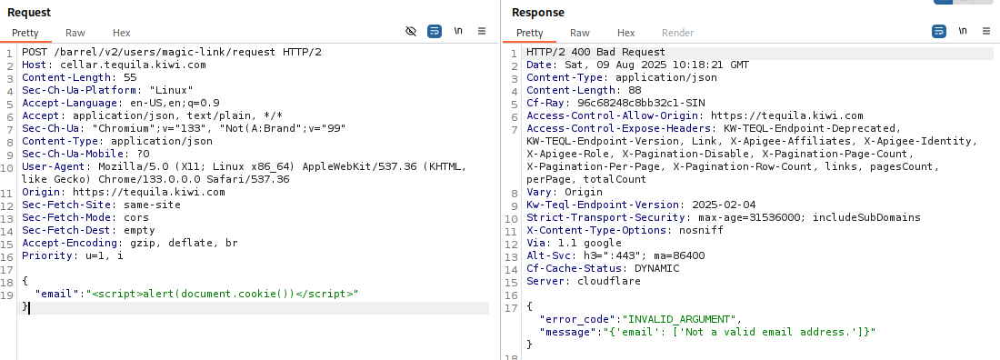 Request
Pretty Raw Hex \n
1 POST /barrel/v2/users/magic-link/request HTTP/2
2 Host: cellar.tequila.kiwi.com
3 Content-Length: 55
4 Sec-Ch-Ua-Platform: "Linux"
5 Accept-Language: en-US,en;q=0.9
6 Accept: application/json, text/plain, */*
7 Sec-Ch-Ua: "Chromium";v="133", "Not(A:Brand";v="99"
8 Content-Type: application/json
9 Sec-Ch-Ua-Mobile: ?0
10 User-Agent: Mozilla/5.0 (X11; Linux x86_64) AppleWebKit/537.36 (KHTML,
like Gecko) Chrome/133.0.0.0 Safari/537.36
11 Origin: https://tequila.kiwi.com
12 Sec-Fetch-Site: same-site
13 Sec-Fetch-Mode: cors
14 Sec-Fetch-Dest: empty
15 Accept-Encoding: gzip, deflate, br
16 Priority: u=1, i
17
18 {
19 "email":"<script>alert(document.cookie())</script>"
}
Response
Pretty Raw Hex Render \n
1 HTTP/2 400 Bad Request
2 Date: Sat, 09 Aug 2025 10:18:21 GMT
3 Content-Type: application/json
4 Content-Length: 88
5 Cf-Ray: 96c68248c8bb32c1-SIN
6 Access-Control-Allow-Origin: https://tequila.kiwi.com
7 Access-Control-Expose-Headers: KW-TEQL-Endpoint-Deprecated,
KW-TEQL-Endpoint-Version, Link, X-Apigee-Affiliates, X-Apigee-Identity,
X-Apigee-Role, X-Pagination-Disable, X-Pagination-Page-Count,
X-Pagination-Per-Page, X-Pagination-Row-Count, links, pagesCount,
perPage, totalCount
8 Vary: Origin
9 Kw-Teql-Endpoint-Version: 2025-02-04
10 Strict-Transport-Security: max-age=31536000; includeSubDomains
11 X-Content-Type-Options: nosniff
12 Via: 1.1 google
13 Alt-Svc: h3=":443"; ma=86400
14 Cf-Cache-Status: DYNAMIC
15 Server: cloudflare
16
17 {
"error_code":"INVALID_ARGUMENT",
"message":"{'email': ['Not a valid email address.']}"
}
18